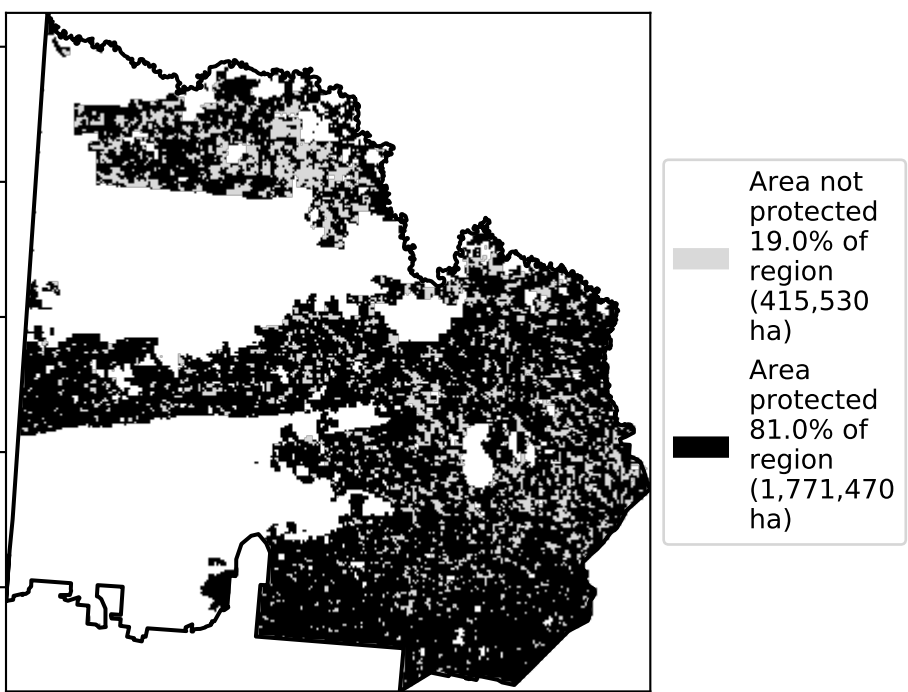 Area not
protected
19.0% of
region
(415,530
ha)
Area
protected
81.0% of
region
(1,771,470
ha)